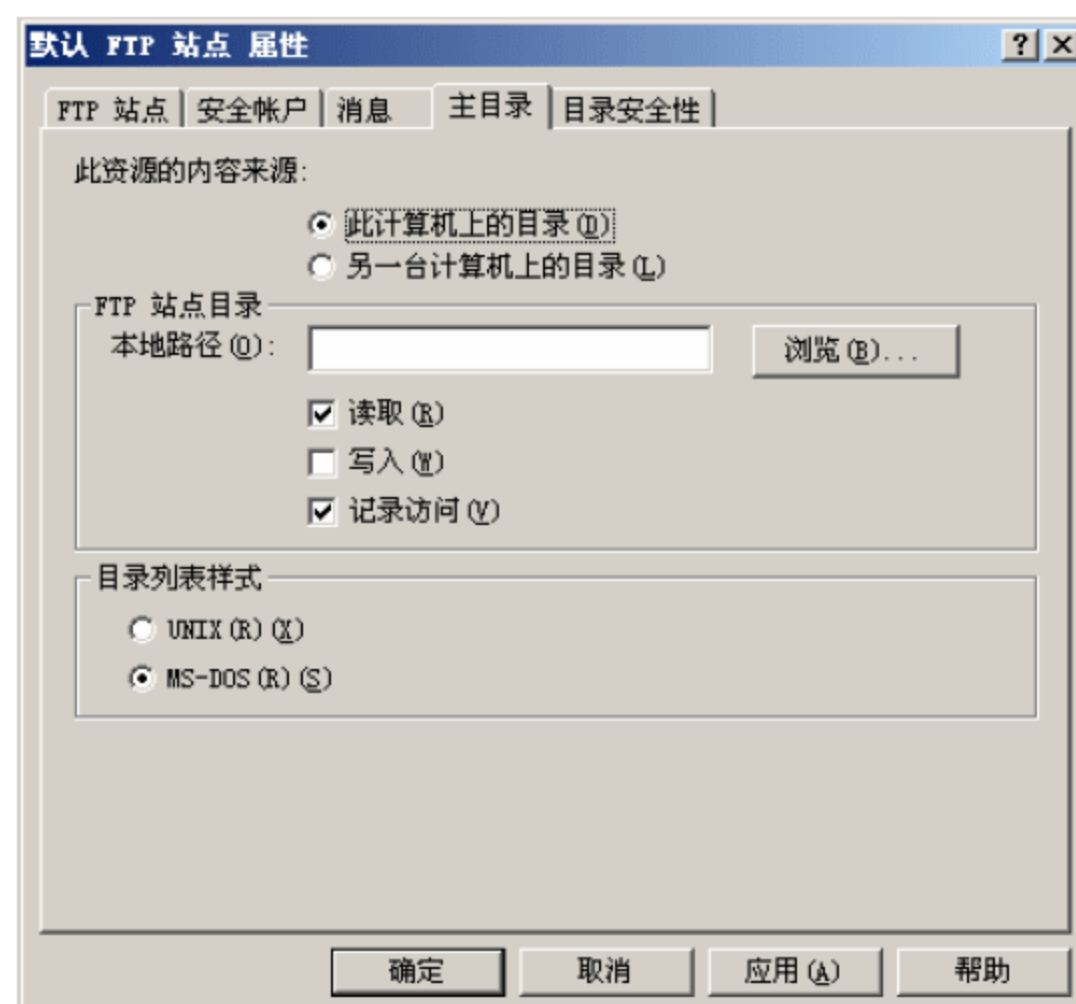 默认 FTP 站点 属性
FTP 站点 安全帐户 消息 主目录 目录安全性
此资源的内容来源:
此计算机上的目录(D)
另一台计算机上的目录(L)
FTP 站点目录
本地路径(O): 浏览(B)...
读取(R)
写入(W)
记录访问(V)
目录列表样式
UNIX(R)(X)
MS-DOS(R)(S)
确定 取消 应用(A) 帮助